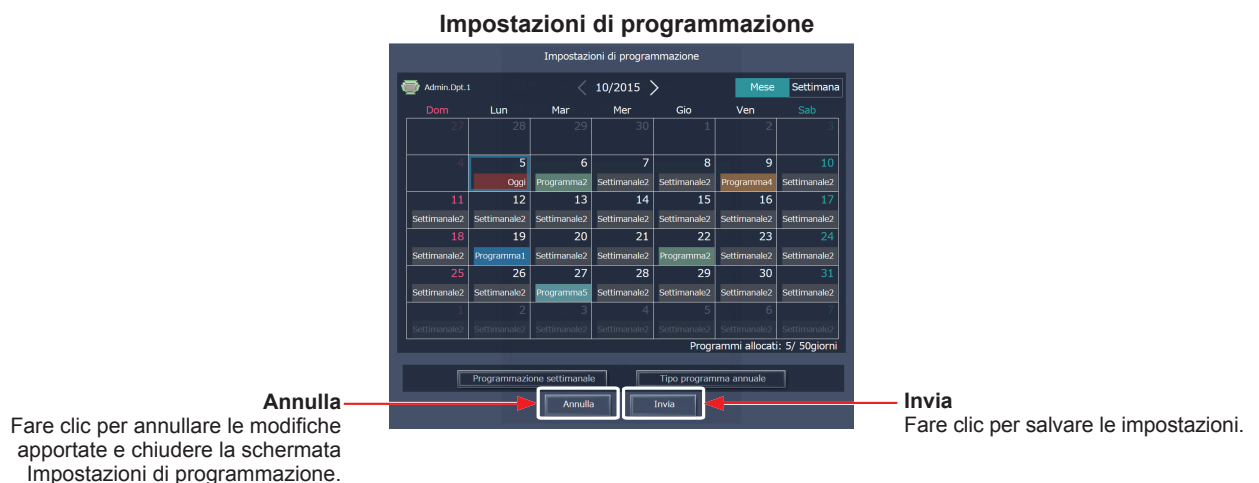 Impostazioni di programmazione
Impostazioni di programmazione
Admin.Dpt.1 < 10/2015 > Mese Settimana
Dom Lun Mar Mer Gio Ven Sab
27 28 29 30 1 2 3
4 5 6 7 8 9 10
Oggi Programma2 Settimanale2 Settimanale2 Programma4 Settimanale2
11 12 13 14 15 16 17
Settimanale2 Settimanale2 Settimanale2 Settimanale2 Settimanale2 Settimanale2 Settimanale2
18 19 20 21 22 23 24
Settimanale2 Programma1 Settimanale2 Settimanale2 Programma2 Settimanale2 Settimanale2
25 26 27 28 29 30 31
Settimanale2 Settimanale2 Programma5 Settimanale2 Settimanale2 Settimanale2 Settimanale2
1 2 3 4 5 6 7
Settimanale2 Settimanale2 Settimanale2 Settimanale2 Settimanale2 Settimanale2 Settimanale2
Programmi allocati: 5/ 50giorni
Programmazione settimanale Tipo programma annuale
Annulla Invia
Annulla
Fare clic per annullare le modifiche
apportate e chiudere la schermata
Impostazioni di programmazione.
Invia
Fare clic per salvare le impostazioni.